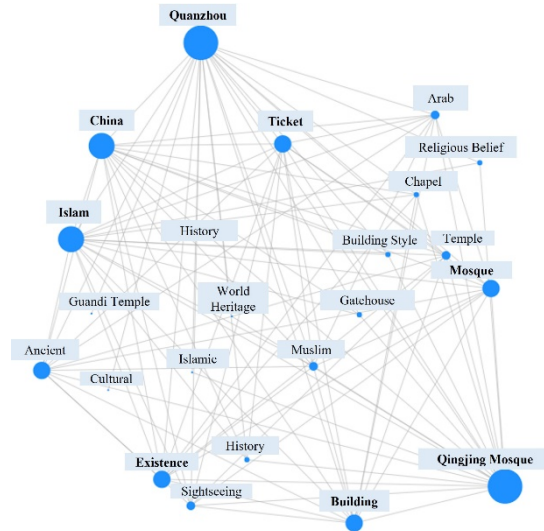 Quanzhou
Arab
China
Ticket
Religious Belief
Chapel
Islam
History
Building Style
Temple
Mosque
Guandi Temple
World
Heritage
Gatehouse
Ancient
Islamic
Muslim
Cultural
History
Existence
Qingjing Mosque
Sightseeing
Building